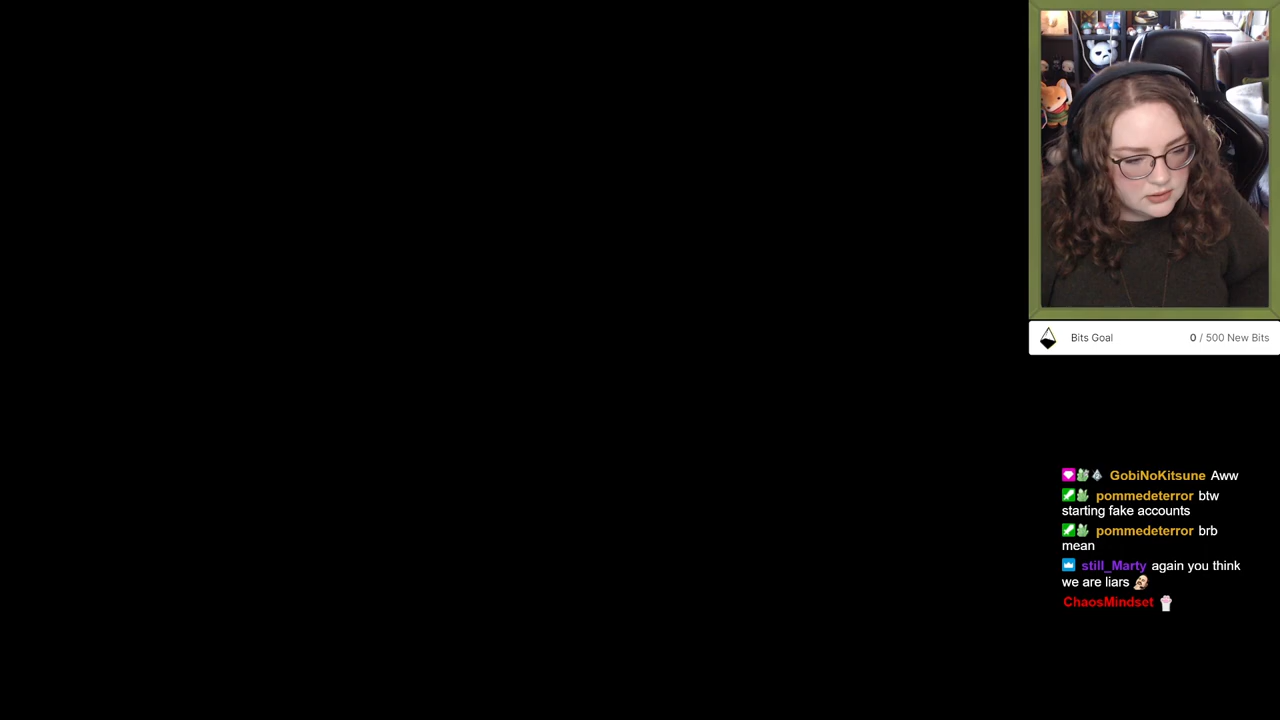 Bits Goal 0 / 500 New Bits
GobiNoKitsune Aww
pommedeterror btw
starting fake accounts
pommedeterror brb
mean
still_Marty again you think
we are liars
ChaosMindset